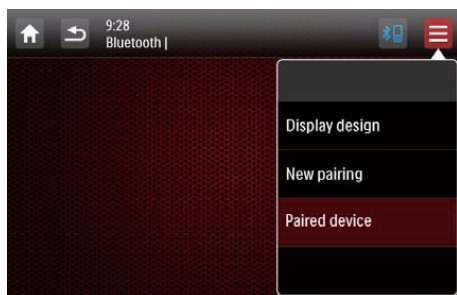 9:28
Bluetooth |
Display design
New pairing
Paired device